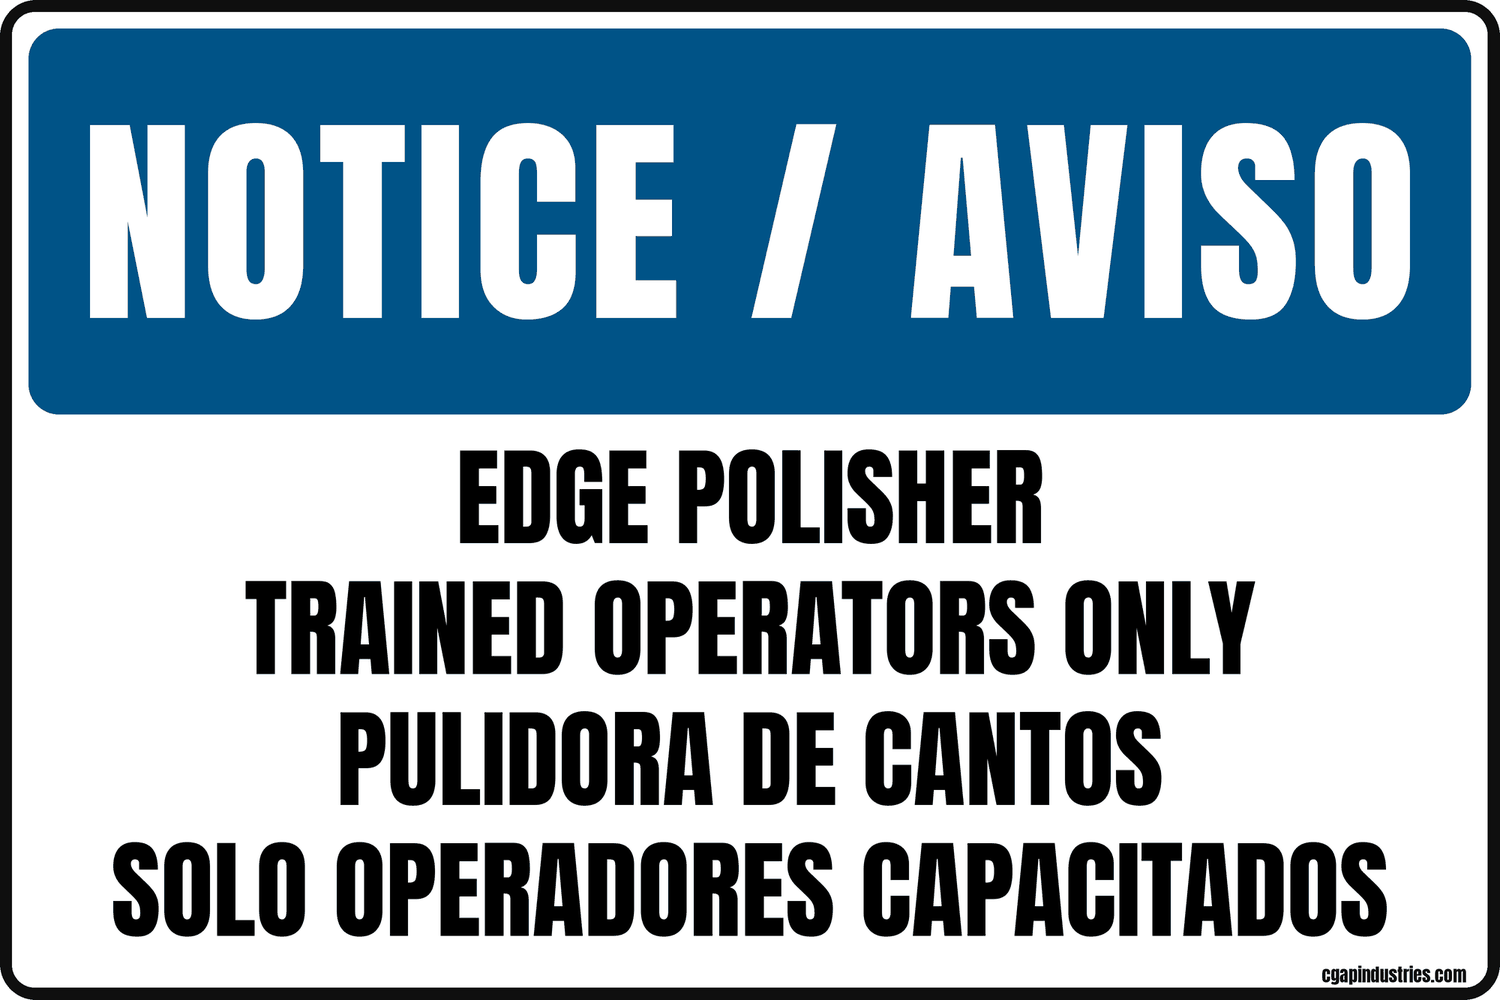 NOTICE / AVISO
EDGE POLISHER
TRAINED OPERATORS ONLY
PULIDORA DE CANTOS
SOLO OPERADORES CAPACITADOS
cgapindustries.com